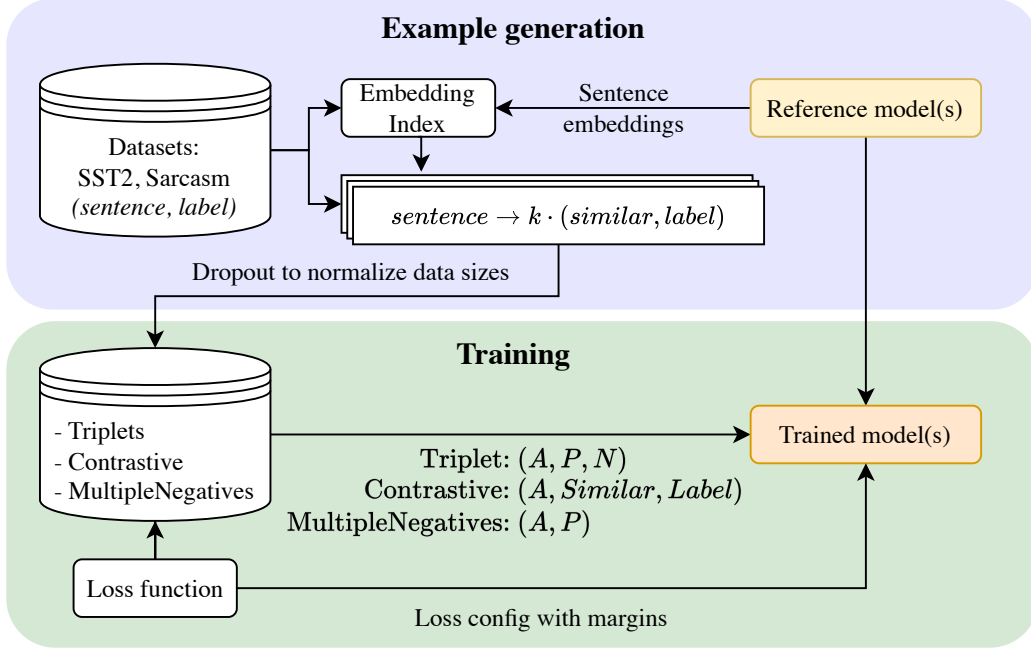 Example generation
Datasets:
SST2, Sarcasm
(sentence, label)
Embedding
Index
Sentence
embeddings
Reference model(s)
sentence → k · (similar, label)
Dropout to normalize data sizes
Training
- Triplets
- Contrastive
- MultipleNegatives
Trained model(s)
Triplet: (A, P, N)
Contrastive: (A, Similar, Label)
MultipleNegatives: (A, P)
Loss function
Loss config with margins